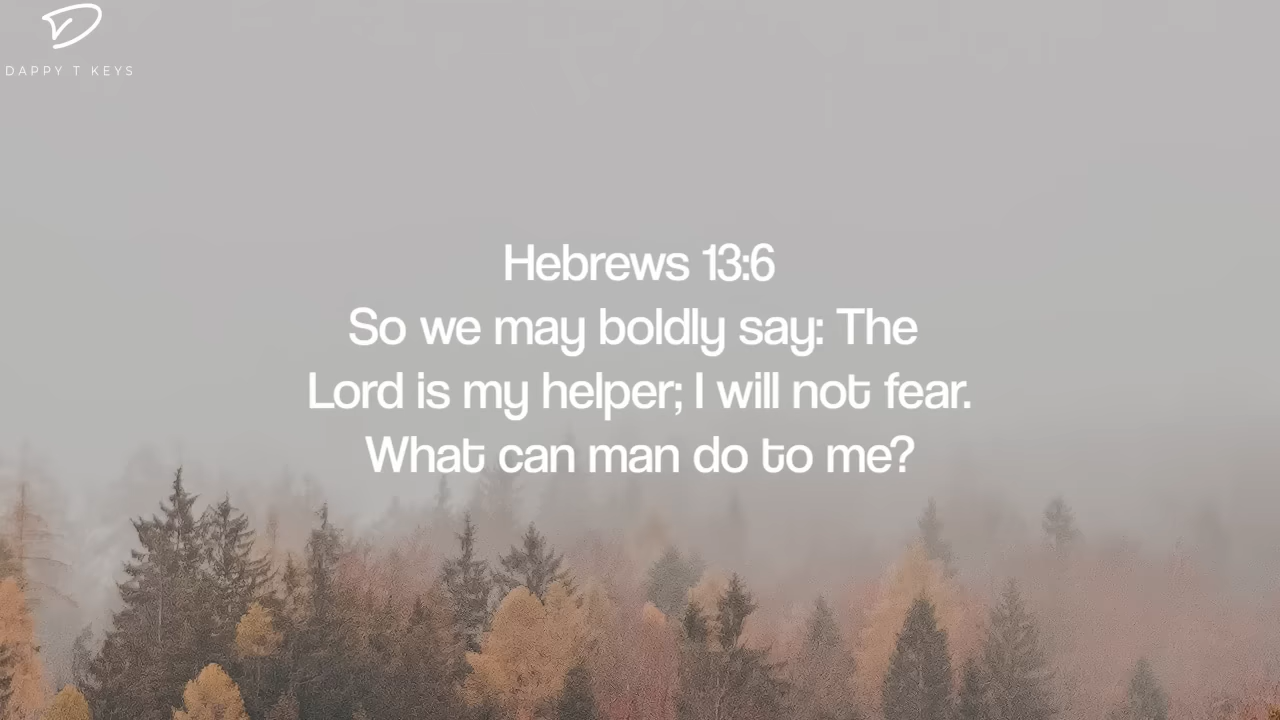 DAPPY T KEYS
Hebrews 13:6
So we may boldly say: The
Lord is my helper; I will not fear.
What can man do to me?